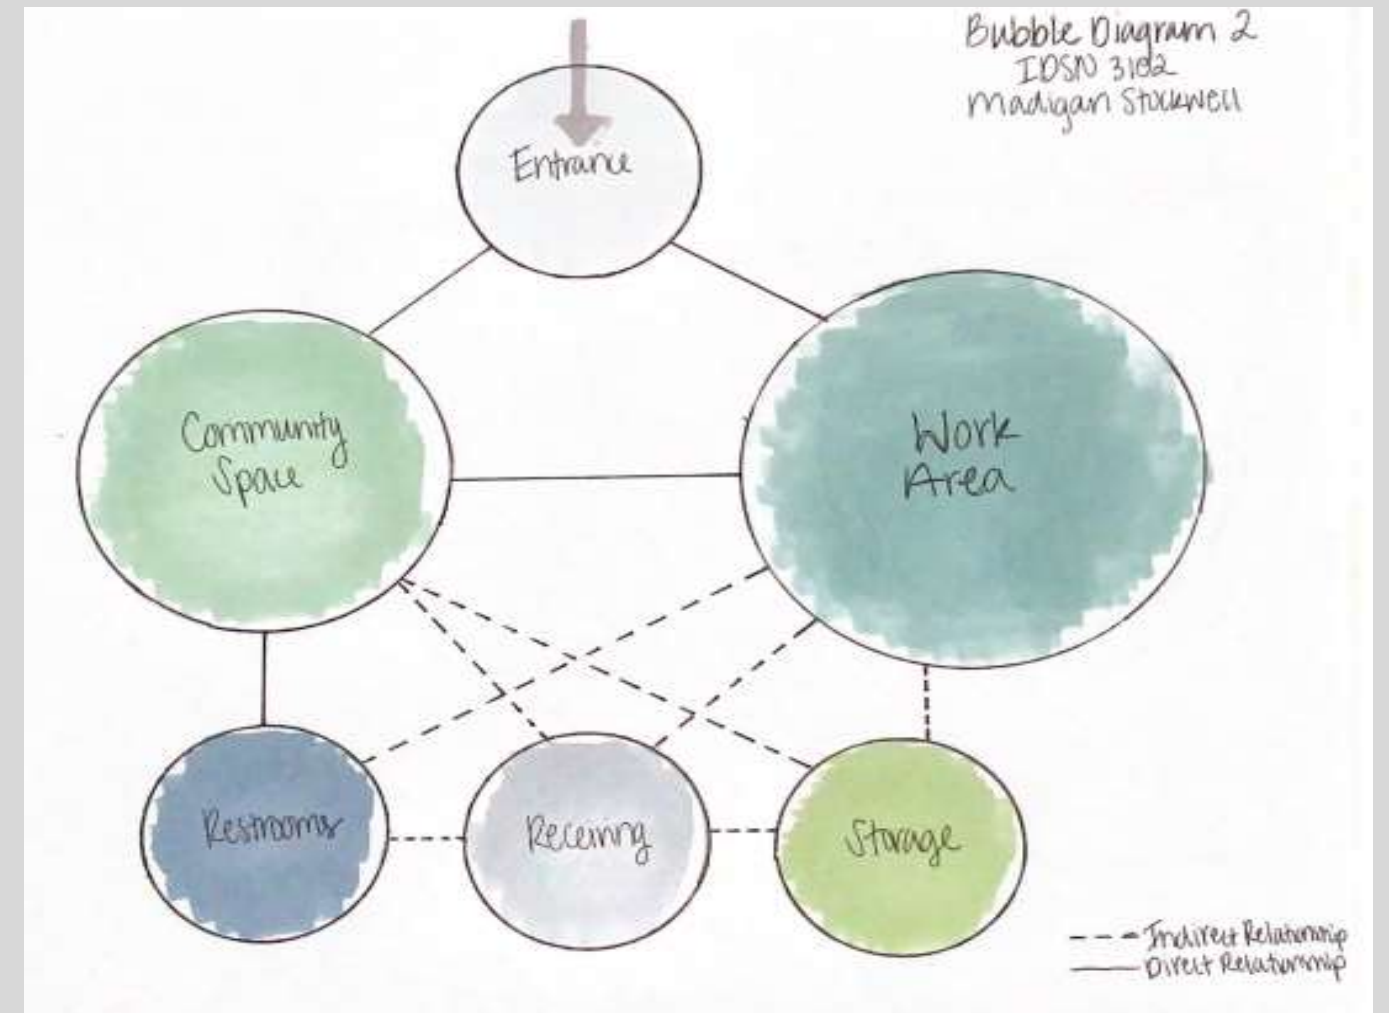 Bubble Diagram 2
IDSN 3102
Madigan Stockwell
Entrance
Community
Space
Work
Area
Restrooms
Receiving
Storage
Indirect Relationship
Direct Relationship